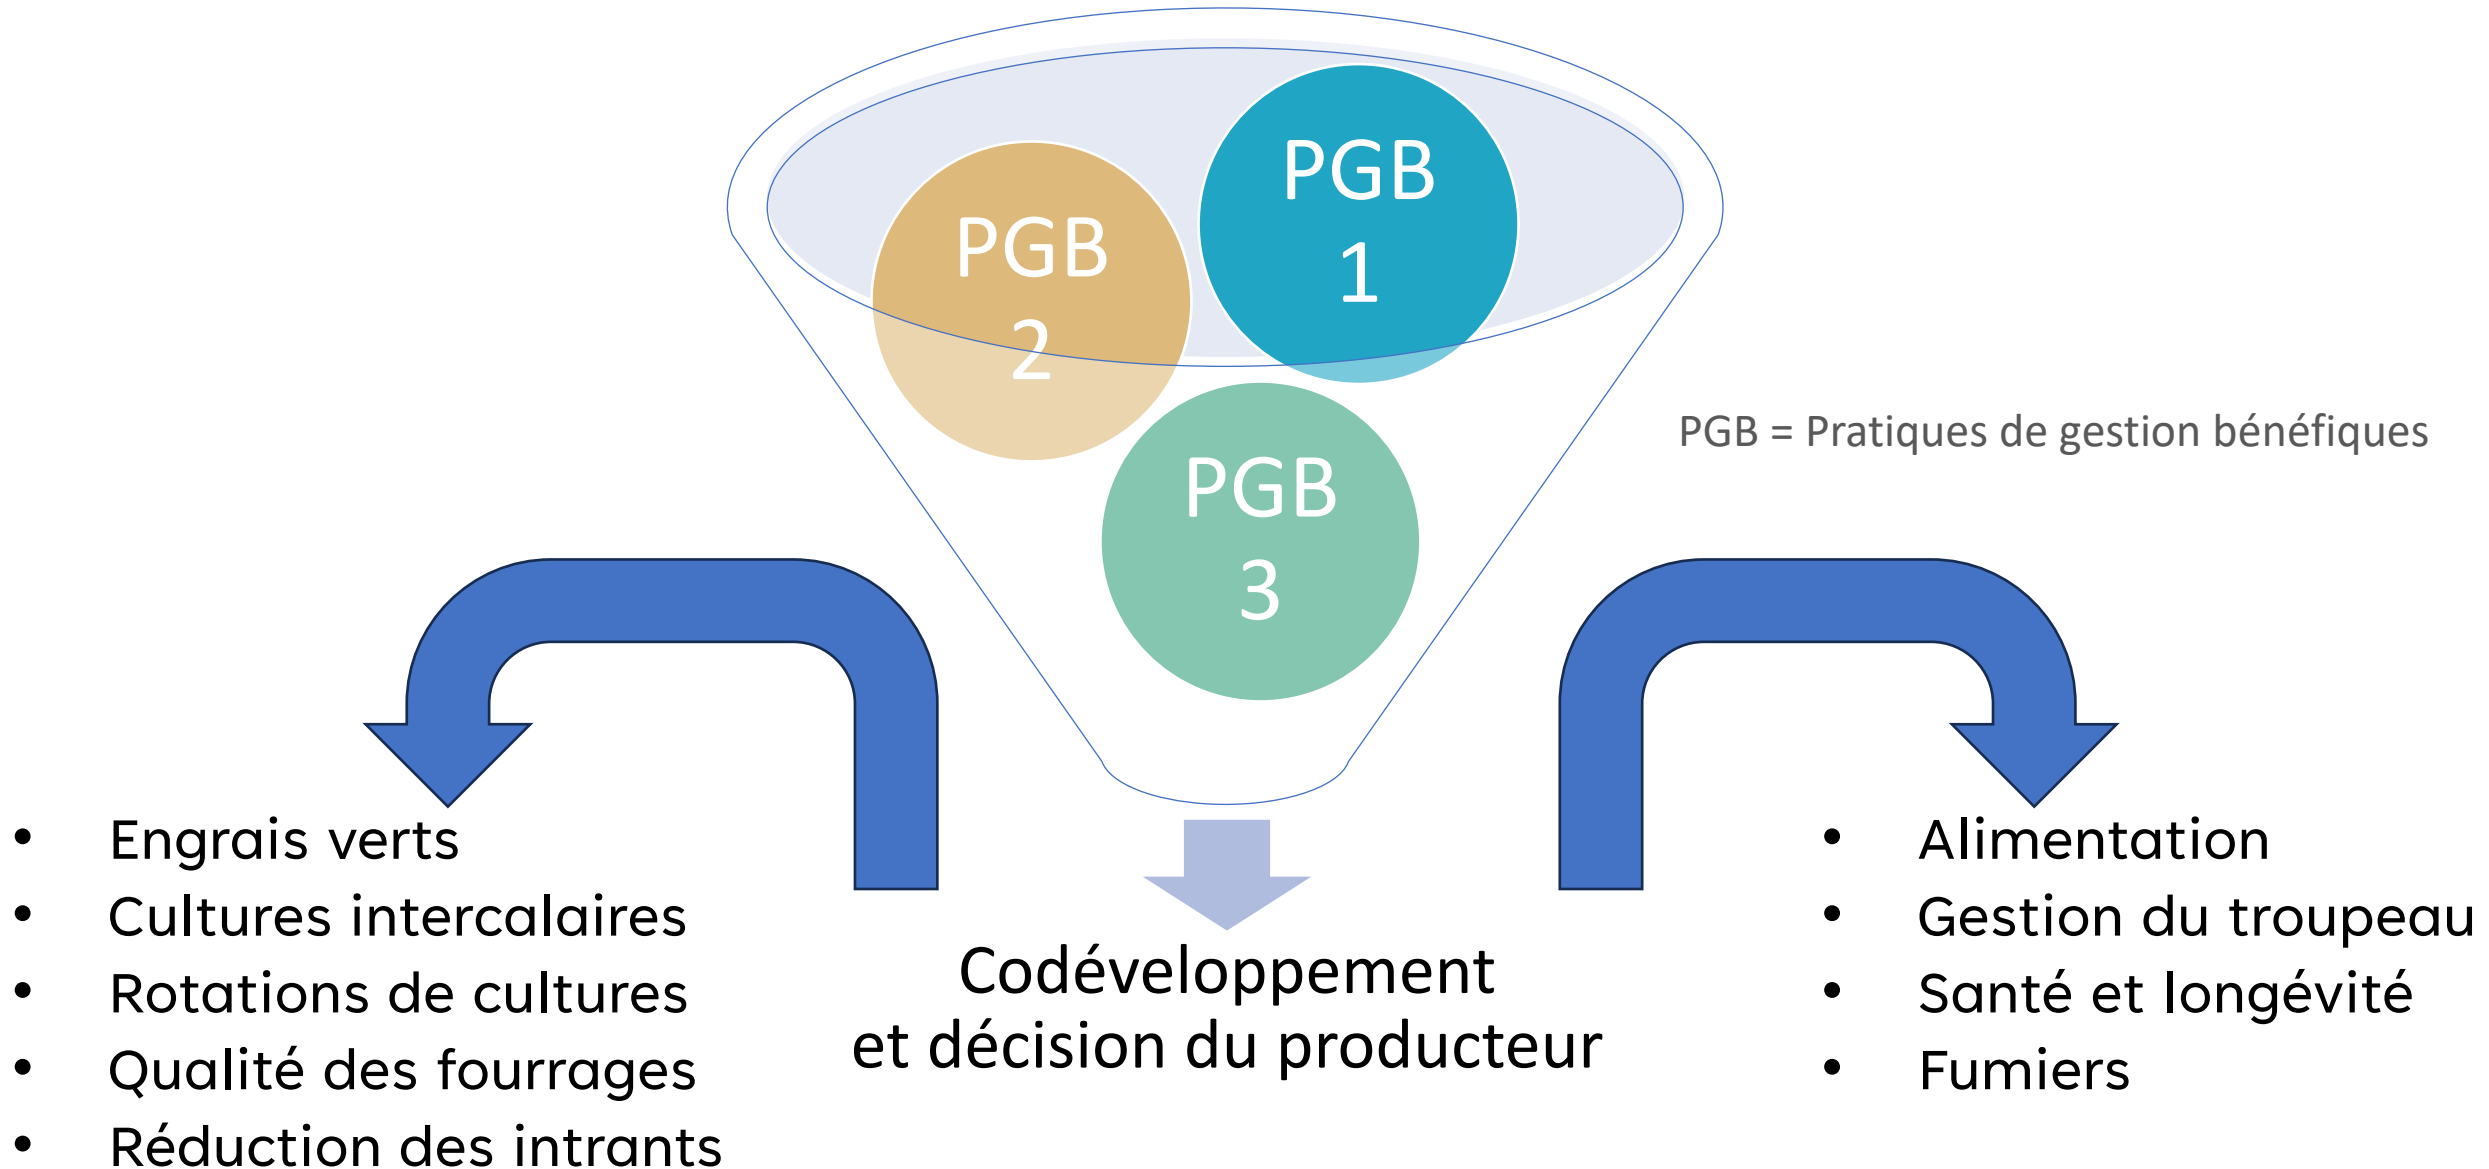 PGB
1
PGB
2
PGB
3
PGB = Pratiques de gestion bénéfiques
• Engrais verts
• Cultures intercalaires
• Rotations de cultures
• Qualité des fourrages
• Réduction des intrants
Codéveloppement
et décision du producteur
• Alimentation
• Gestion du troupeau
• Santé et longévité
• Fumiers